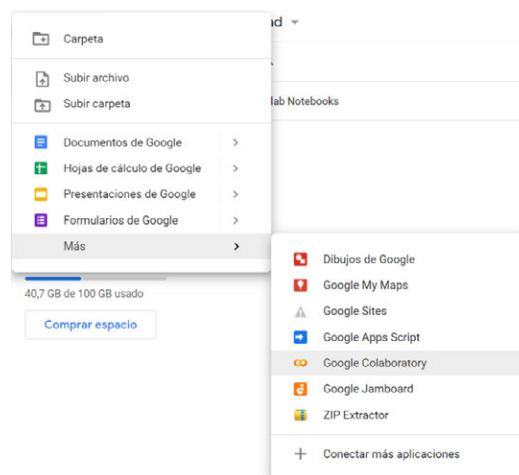 Carpeta
Subir archivo
Subir carpeta
Documentos de Google
Hojas de cálculo de Google
Presentaciones de Google
Formularios de Google
Más
lab Notebooks
40,7 GB de 100 GB usado
Comprar espacio
Dibujos de Google
Google My Maps
Google Sites
Google Apps Script
Google Colaboratory
Google Jamboard
ZIP Extractor
Conectar más aplicaciones